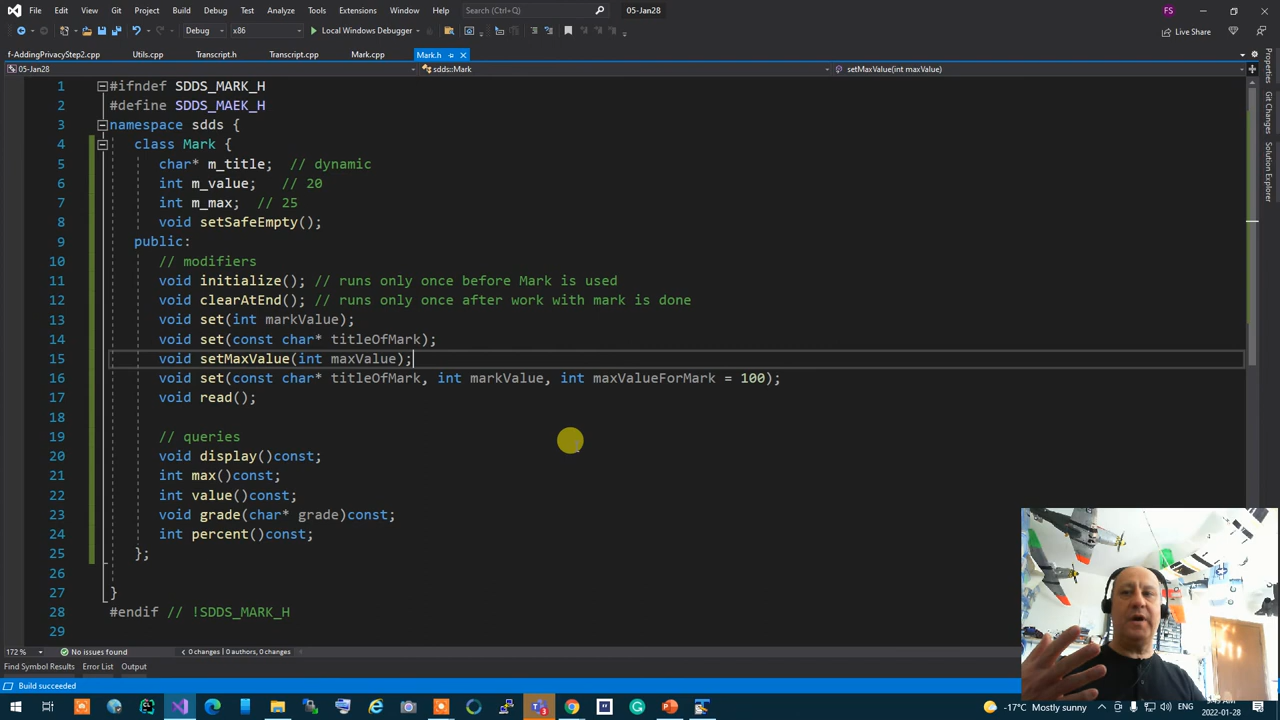 File Edit View Git Project Build Debug Test Analyze Tools Extensions Window Help Search (Ctrl+Q) 05-Jan28 FS
Debug x86 Local Windows Debugger Live Share
f-AddingPrivacyStep2.cpp Utils.cpp Transcript.h Transcript.cpp Mark.cpp Mark.h
05-Jan28 sdds::Mark setMaxValue(int maxValue)
1 #ifndef SDDS_MARK_H
2 #define SDDS_MAEK_H
3 namespace sdds {
4 class Mark {
5 char* m_title; // dynamic
6 int m_value; // 20
7 int m_max; // 25
8 void setSafeEmpty();
9 public:
10 // modifiers
11 void initialize(); // runs only once before Mark is used
12 void clearAtEnd(); // runs only once after work with mark is done
13 void set(int markValue);
14 void set(const char* titleOfMark);
15 void setMaxValue(int maxValue);
16 void set(const char* titleOfMark, int markValue, int maxValueForMark = 100);
17 void read();
18
19 // queries
20 void display()const;
21 int max()const;
22 int value()const;
23 void grade(char* grade)const;
24 int percent()const;
25 };
26
27 }
28 #endif // !SDDS_MARK_H
29
Properties
Git Changes
Solution Explorer
172 % No issues found 0 changes | 0 authors, 0 changes
Find Symbol Results Error List Output
Build succeeded
-17°C Mostly sunny ENG 2022-01-28